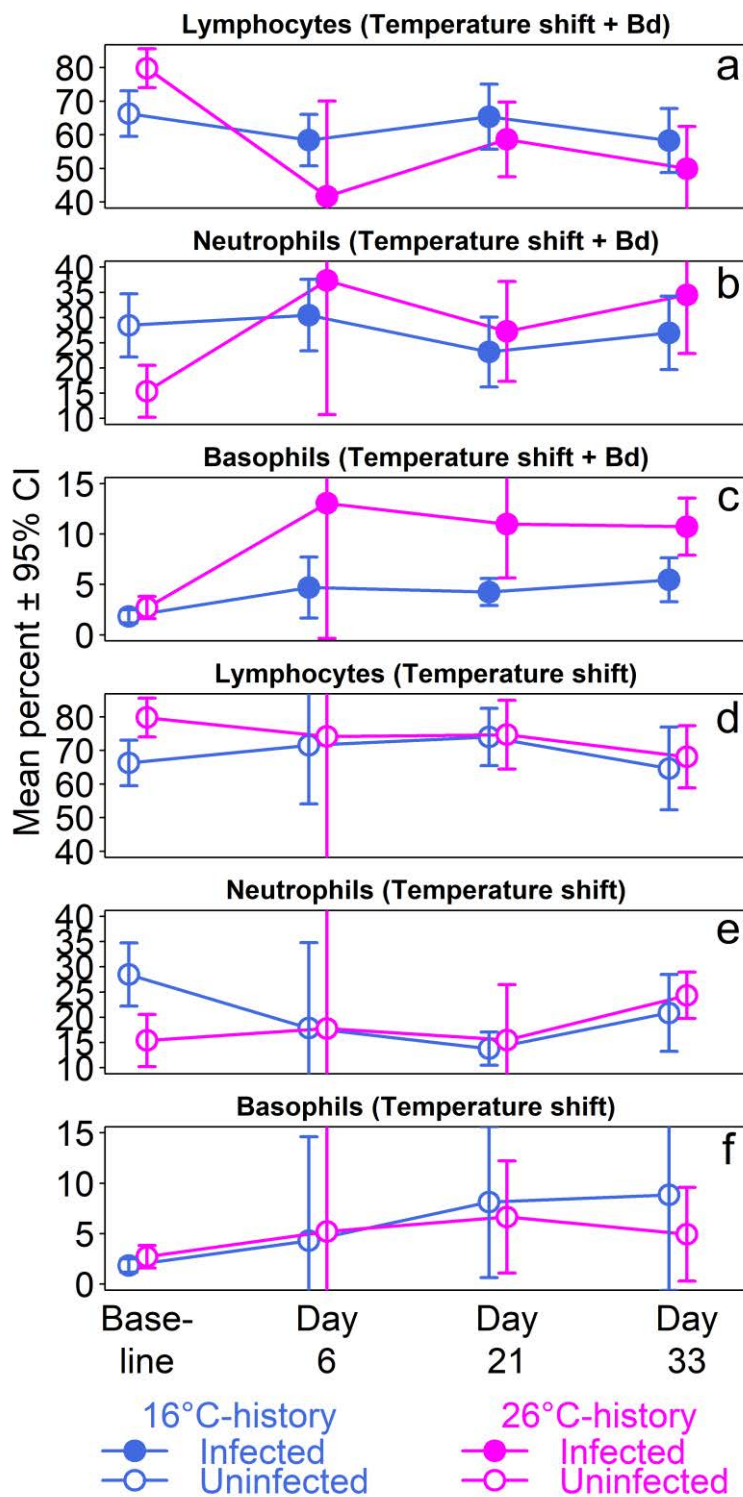 Lymphocytes (Temperature shift + Bd)
a
80
70
60
50
40
Neutrophils (Temperature shift + Bd)
b
40
35
30
25
20
15
10
Basophils (Temperature shift + Bd)
c
15
10
5
0
Mean percent ± 95% CI
Lymphocytes (Temperature shift)
d
80
70
60
50
40
Neutrophils (Temperature shift)
e
40
35
30
25
20
15
10
Basophils (Temperature shift)
f
15
10
5
0
Base- Day Day Day
line 6 21 33
16°C-history 26°C-history
Infected Infected
Uninfected Uninfected